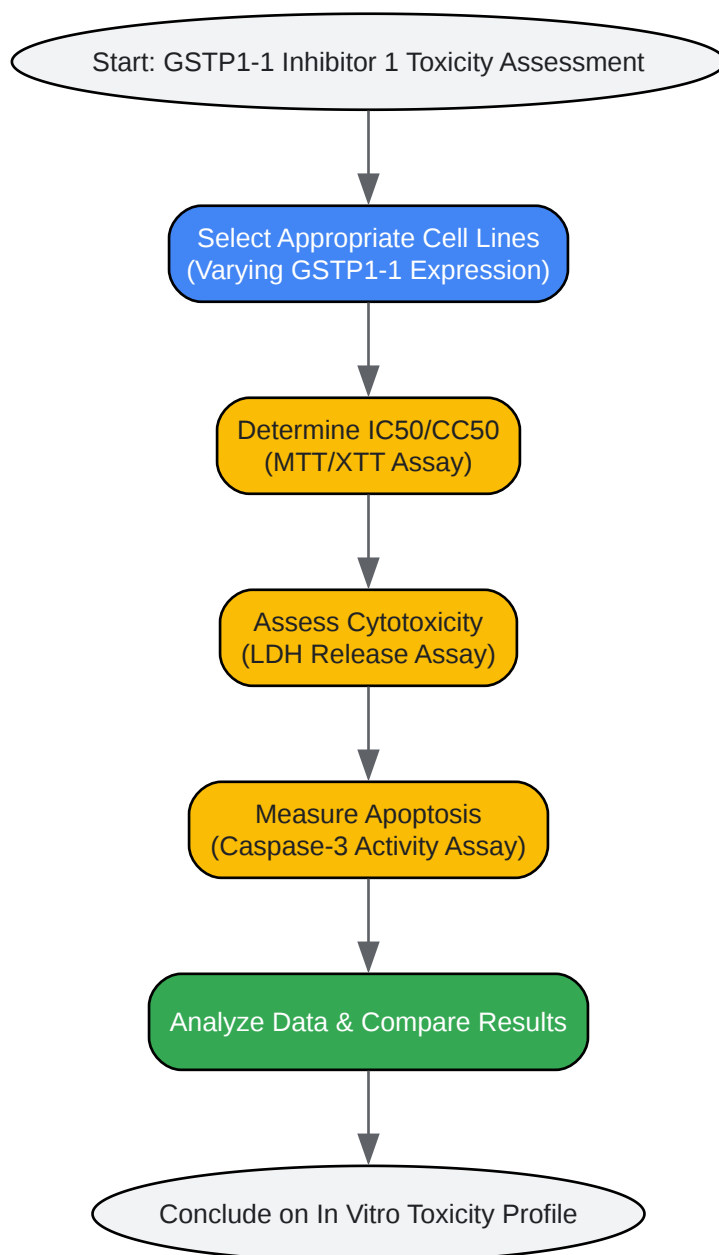 Start: GSTP1-1 Inhibitor 1 Toxicity Assessment
Select Appropriate Cell Lines
(Varying GSTP1-1 Expression)
Determine IC50/CC50
(MTT/XTT Assay)
Assess Cytotoxicity
(LDH Release Assay)
Measure Apoptosis
(Caspase-3 Activity Assay)
Analyze Data & Compare Results
Conclude on In Vitro Toxicity Profile